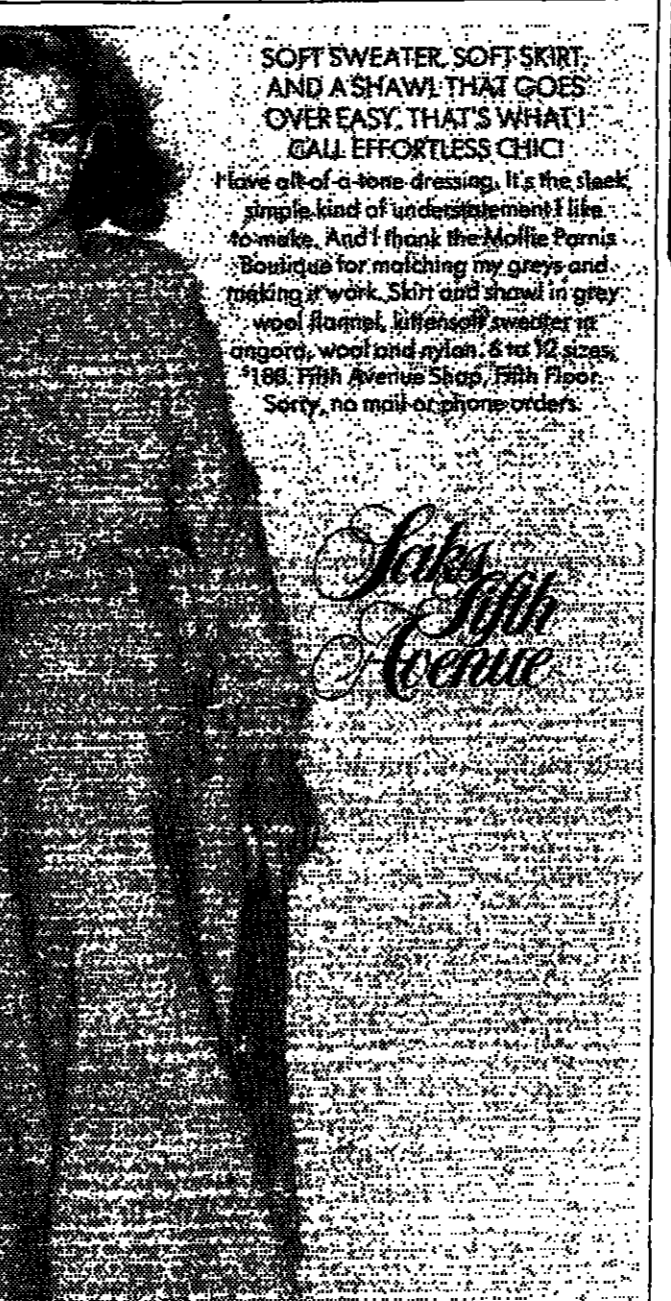 SOFT SWEATER, SOFT SKIRT,
AND A SHAWL THAT GOES
OVER EASY. THAT'S WHAT I
CALL EFFORTLESS CHIC!
I love all-of-a-tone dressing. It's the sleek,
simple kind of understatement I like
to make. And I thank the Mollie Parnis
Boutique for matching my greys and
making it work. Skirt and shawl in grey
wool flannel, kittensoft sweater in
angora, wool and nylon. 6 to 12 sizes,
Fifth Avenue Shop, Fifth Floor.
Sorry, no mail or phone orders.
Saks
Fifth
Avenue